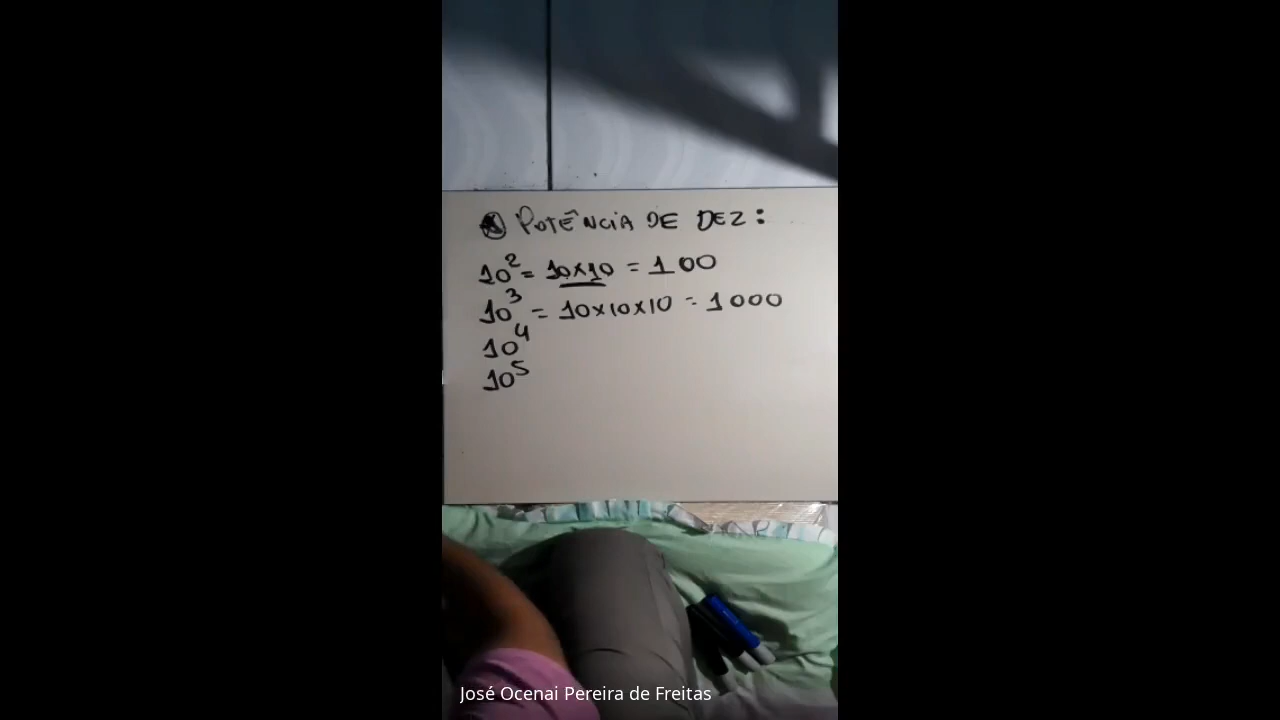 POTÊNCIA DE DEZ:
10² = 10x10 = 100
10³ = 10x10x10 = 1000
10⁴
10⁵
José Ocenai Pereira de Freitas